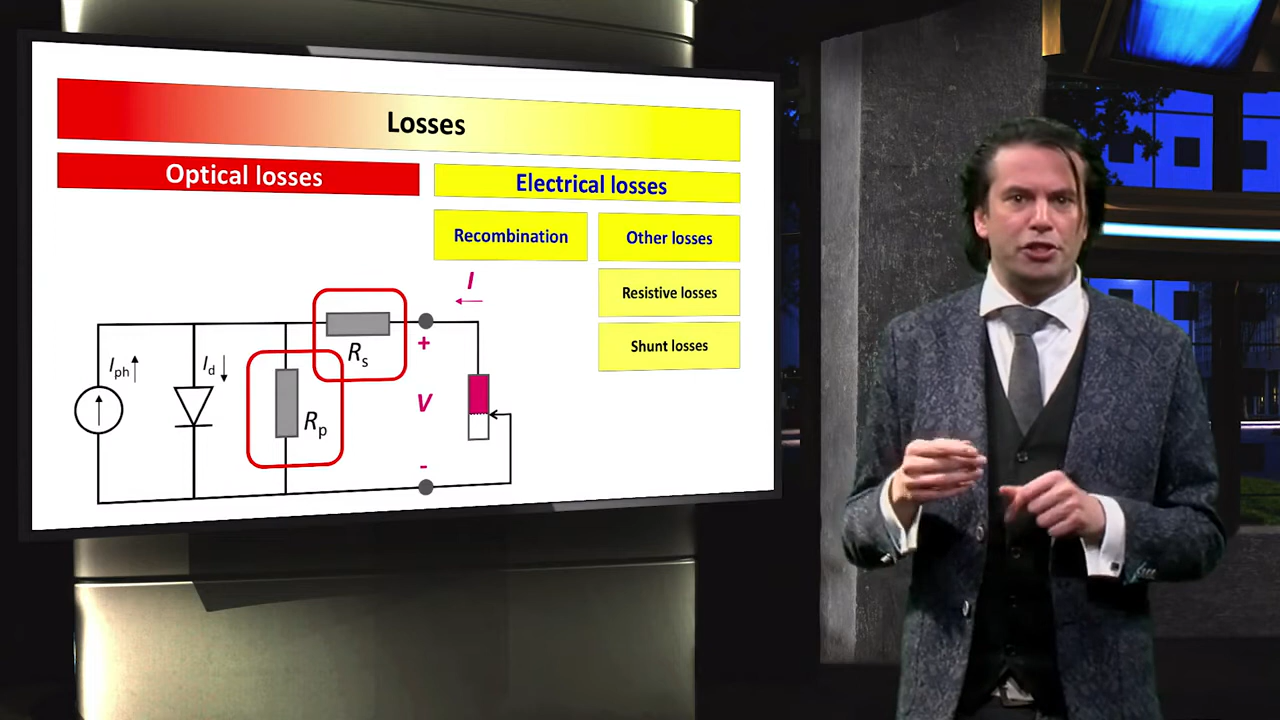 Losses
Optical losses
Electrical losses
Recombination
Other losses
Resistive losses
Shunt losses
I
Rs
+
Iph
Id
Rp
V
-